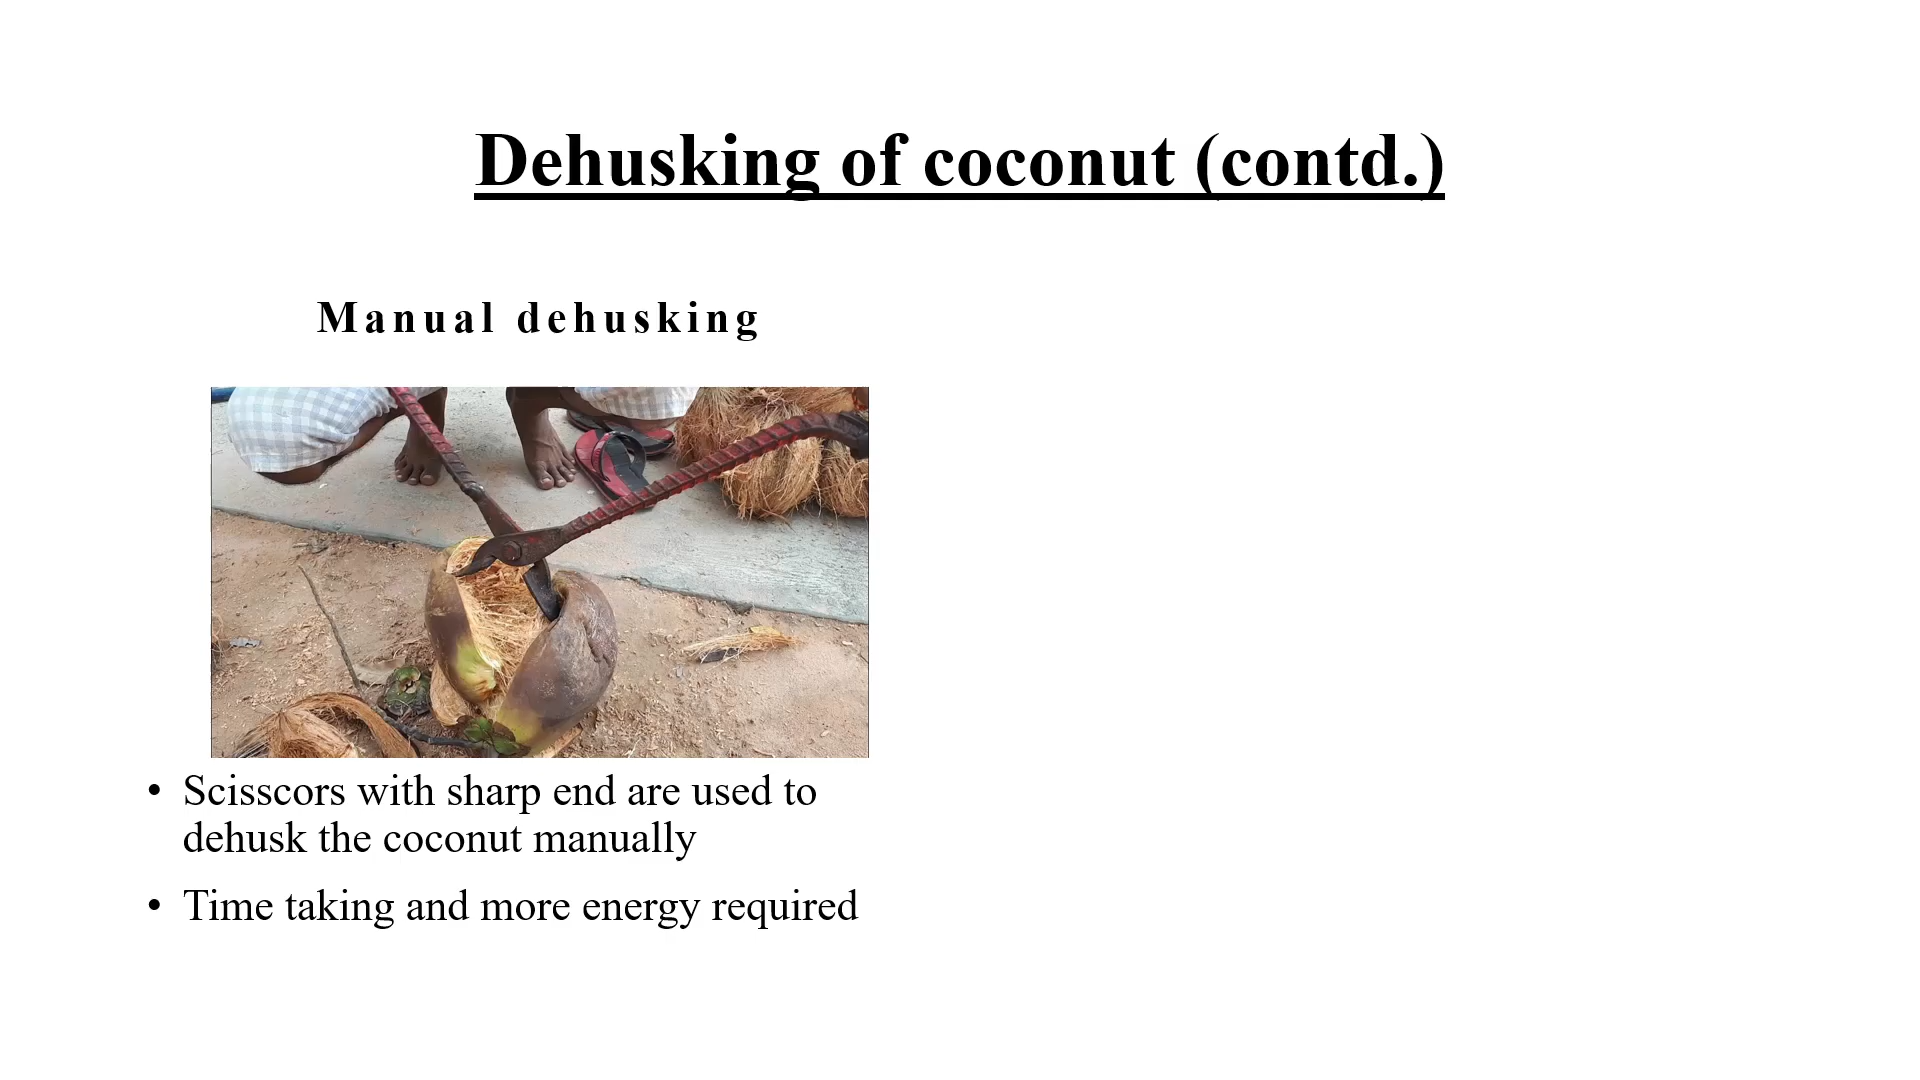 Dehusking of coconut (contd.)
Manual dehusking
• Scisscors with sharp end are used to
dehusk the coconut manually
• Time taking and more energy required